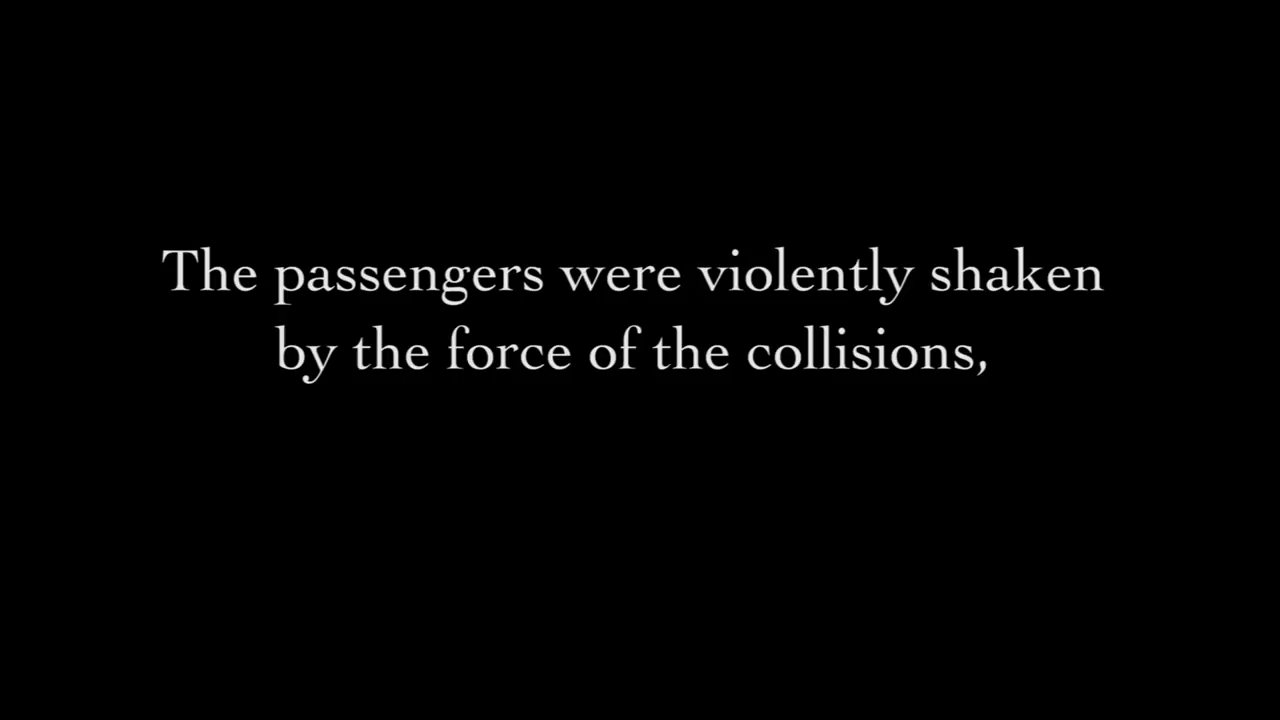 The passengers were violently shaken
by the force of the collisions,